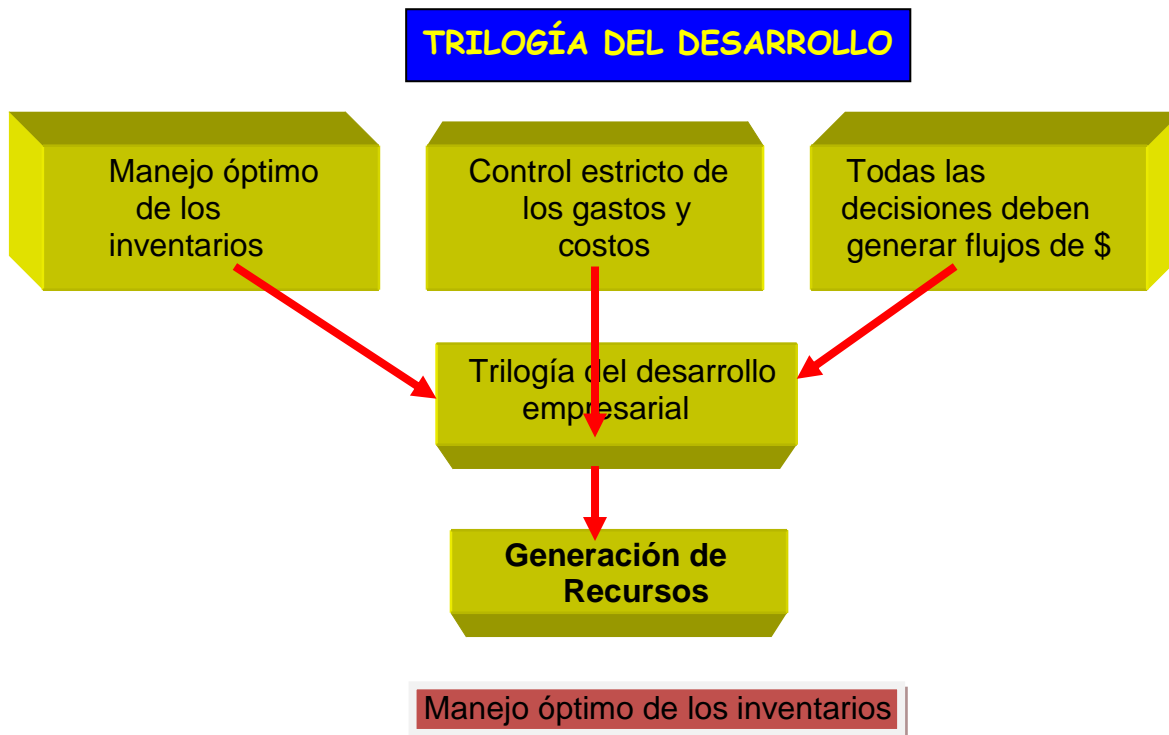 TRILOGÍA DEL DESARROLLO
Manejo óptimo
de los
inventarios
Control estricto de
los gastos y
costos
Todas las
decisiones deben
generar flujos de $
Trilogía del desarrollo
empresarial
Generación de
Recursos
Manejo óptimo de los inventarios